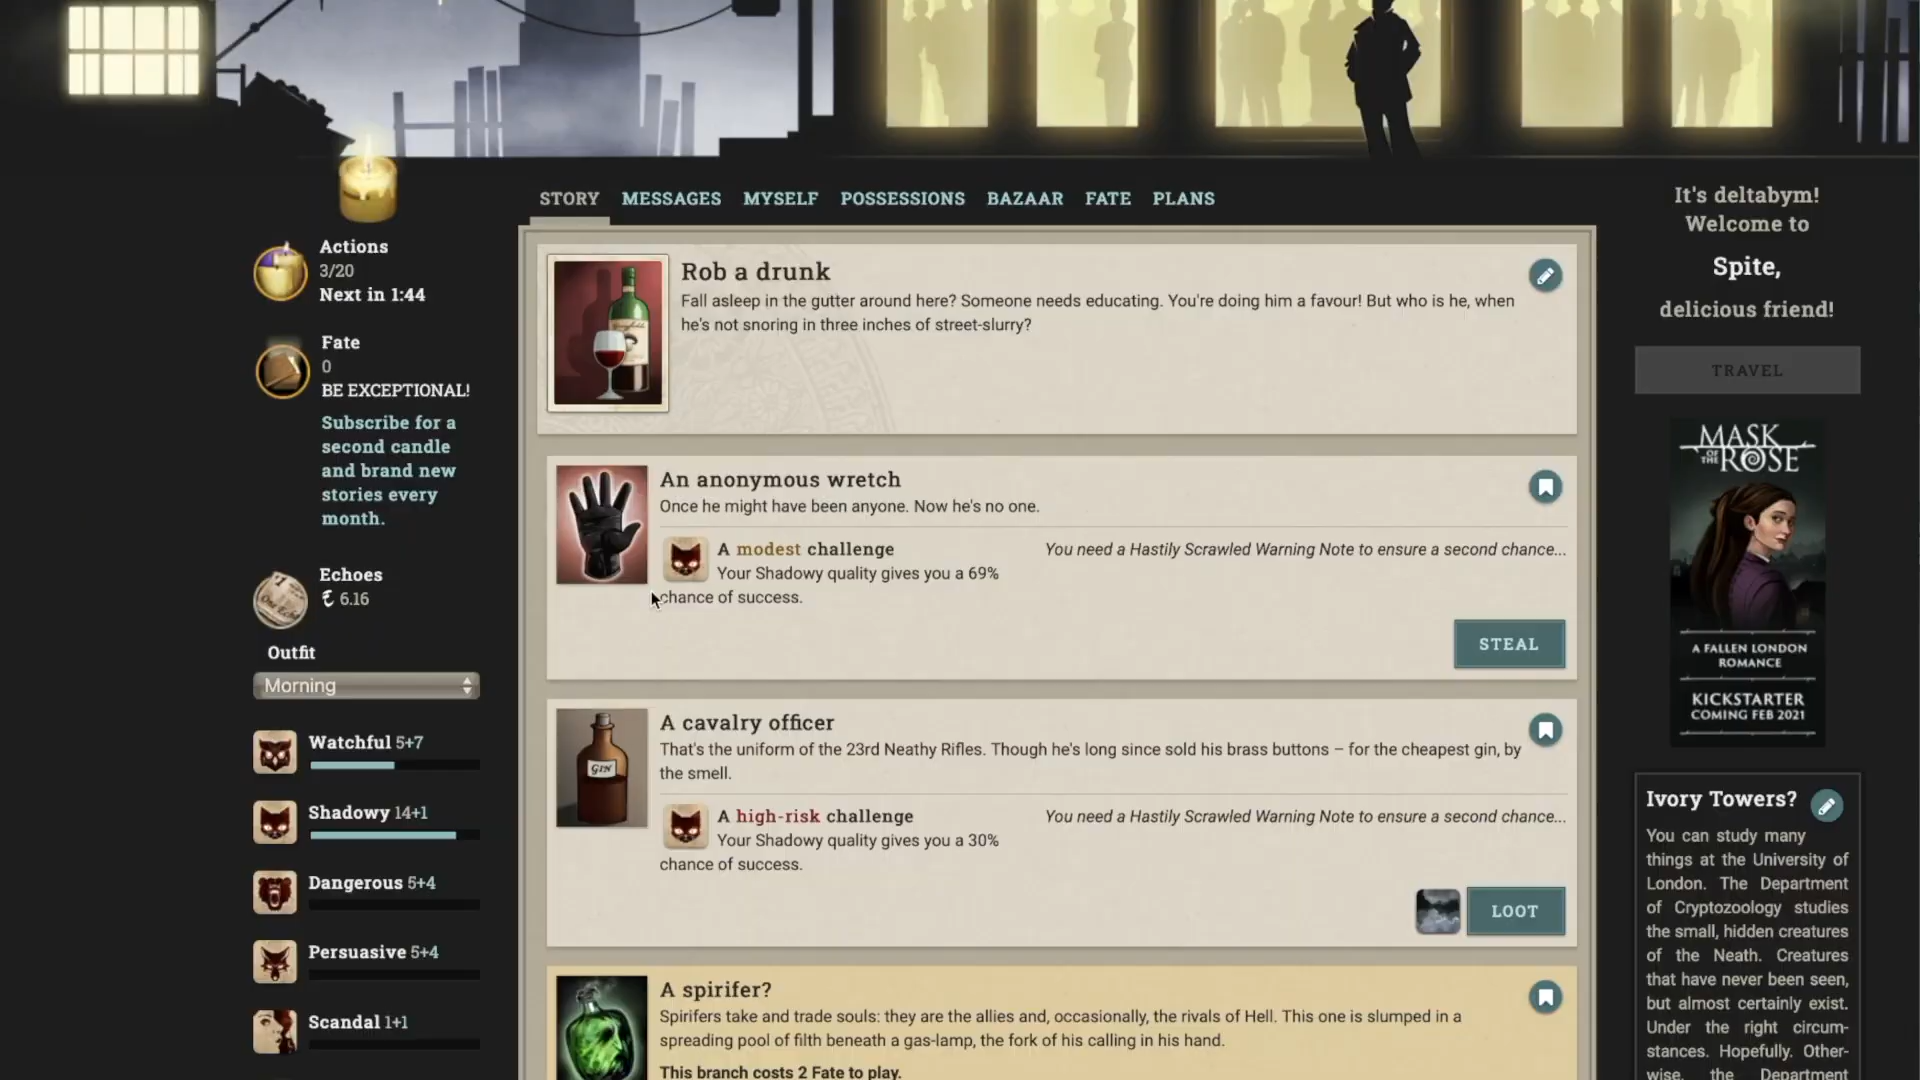 STORY MESSAGES MYSELF POSSESSIONS BAZAAR FATE PLANS
Actions
3/20
Next in 1:44
Fate
0
BE EXCEPTIONAL!
Subscribe for a
second candle
and brand new
stories every
month.
Echoes
6.16
Outfit
Morning
Watchful 5+7
Shadowy 14+1
Dangerous 5+4
Persuasive 5+4
Scandal 1+1
Rob a drunk
Fall asleep in the gutter around here? Someone needs educating. You're doing him a favour! But who is he, when
he's not snoring in three inches of street-slurry?
An anonymous wretch
Once he might have been anyone. Now he's no one.
A modest challenge
Your Shadowy quality gives you a 69%
chance of success.
You need a Hastily Scrawled Warning Note to ensure a second chance...
STEAL
A cavalry officer
That's the uniform of the 23rd Neathy Rifles. Though he's long since sold his brass buttons – for the cheapest gin, by
the smell.
GIN
A high-risk challenge
Your Shadowy quality gives you a 30%
chance of success.
You need a Hastily Scrawled Warning Note to ensure a second chance...
LOOT
A spirifer?
Spirifers take and trade souls: they are the allies and, occasionally, the rivals of Hell. This one is slumped in a
spreading pool of filth beneath a gas-lamp, the fork of his calling in his hand.
This branch costs 2 Fate to play.
It's deltabym!
Welcome to
Spite,
delicious friend!
TRAVEL
MASK
OF THE ROSE
A FALLEN LONDON
ROMANCE
KICKSTARTER
COMING FEB 2021
Ivory Towers?
You can study many
things at the University of
London. The Department
of Cryptozoology studies
the small, hidden creatures
of the Neath. Creatures
that have never been seen,
but almost certainly exist.
Under the right circum-
stances. Hopefully. Other-
wise, the Department